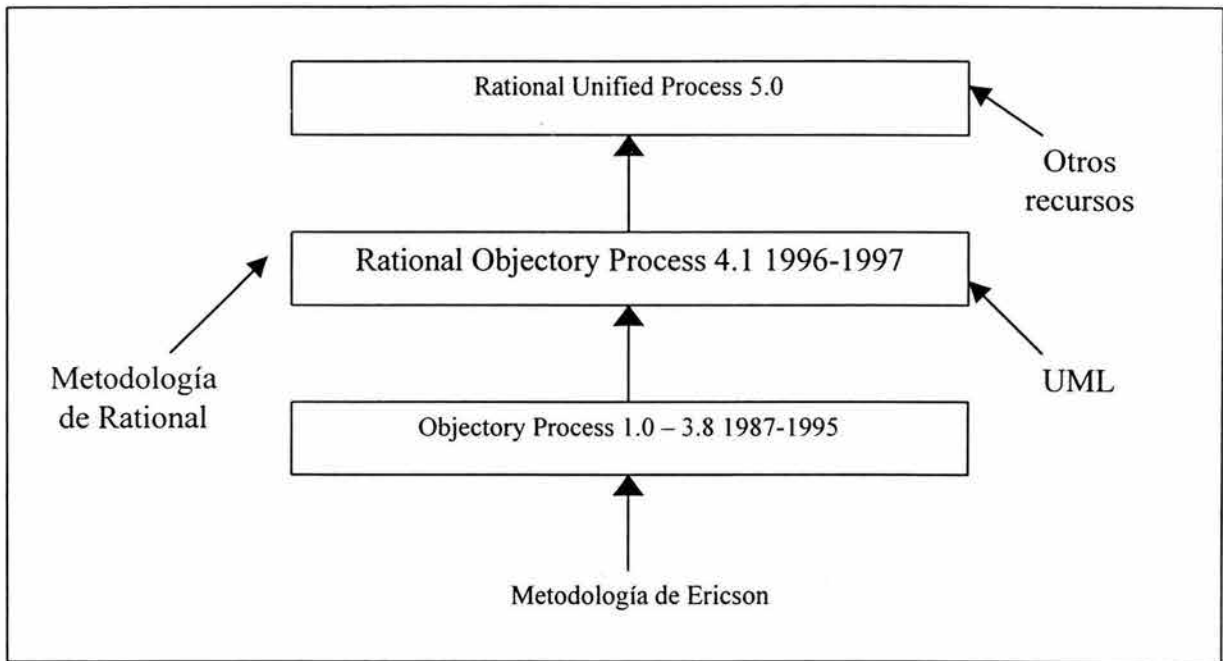 Rational Unified Process 5.0
Otros
recursos
Rational Objectory Process 4.1 1996-1997
Metodología
de Rational
UML
Objectory Process 1.0 – 3.8 1987-1995
Metodología de Ericson